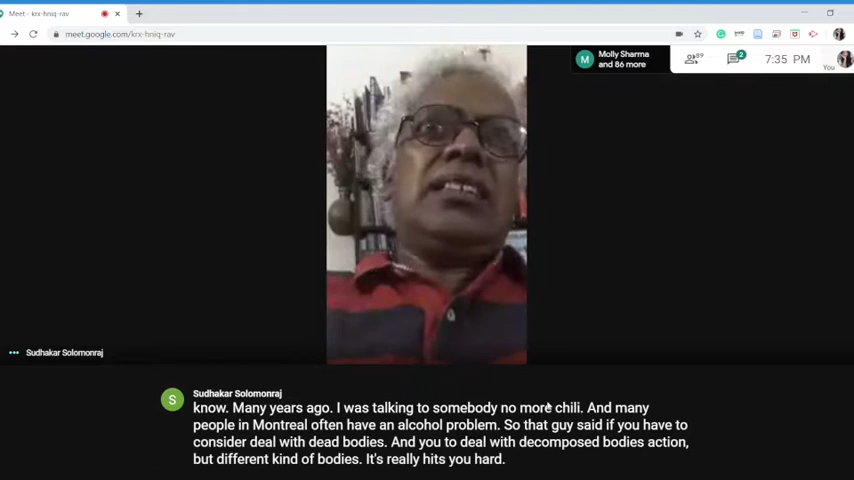 Meet - krx-hniq-rav
meet.google.com/krx-hniq-rav
M
Molly Sharma
and 86 more
89
2
7:35 PM
You
Sudhakar Solomonraj
S
Sudhakar Solomonraj
know. Many years ago. I was talking to somebody no more chili. And many
people in Montreal often have an alcohol problem. So that guy said if you have to
consider deal with dead bodies. And you to deal with decomposed bodies action,
but different kind of bodies. It's really hits you hard.